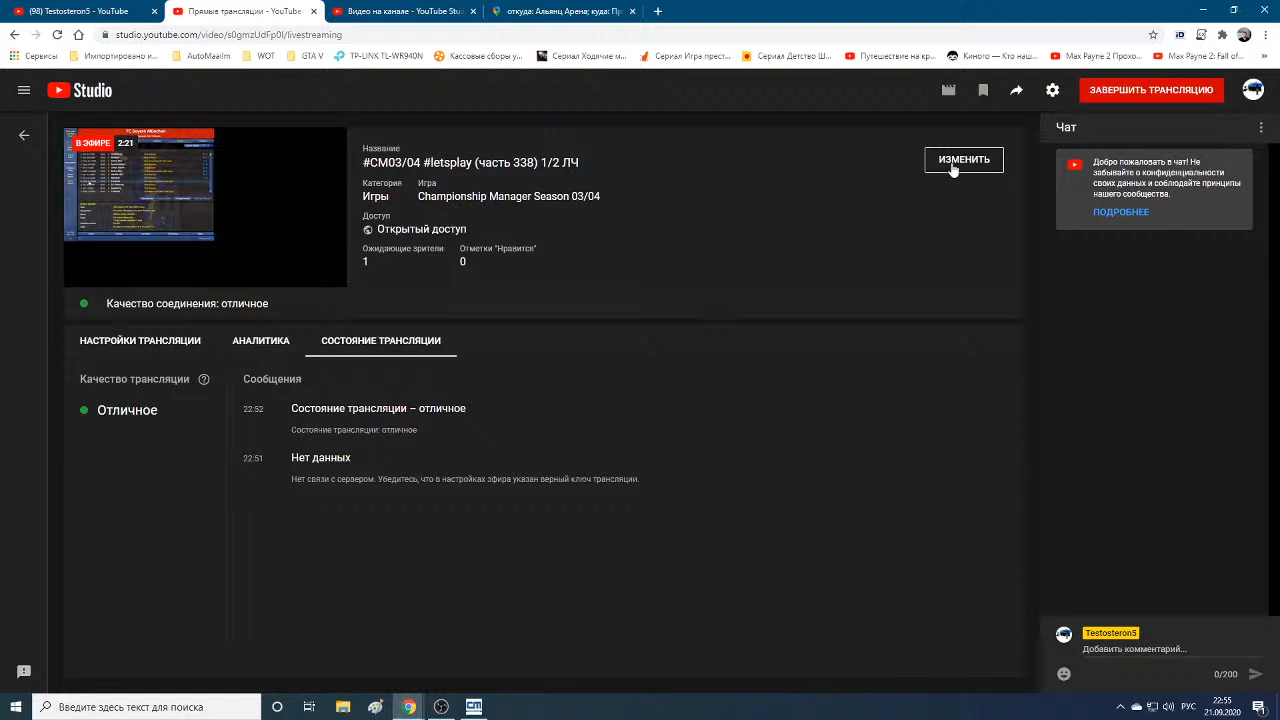 (98) Testosteron5 - YouTube
Прямые трансляции - YouTube
Видео на канале - YouTube Stud
откуда: Альянц Арена; куда: Пр
studio.youtube.com/video/s0gmzUdFp0I/livestreaming
Сервисы
Импортировано и...
AutoMaailm
WOT
GTA V
TP-LINK TL-WR940N
Кассовые сборы ф...
Сериал Ходячие м...
Сериал Игра прест...
Сериал Детство Ш...
Путешествие на кр...
Киного — Кто наш...
Max Payne 2 Прохо...
Max Payne 2: Fall of...
Studio
ЗАВЕРШИТЬ ТРАНСЛЯЦИЮ
В ЭФИРЕ 2:21
FC Bayern München
Название
#CM03/04 #letsplay (часть 338) 1/2 ЛЧ
ИЗМЕНИТЬ
Категория Игра
Игры Championship Manager Season 03/04
Доступ
Открытый доступ
Ожидающие зрители Отметки "Нравится"
1 0
Качество соединения: отличное
НАСТРОЙКИ ТРАНСЛЯЦИИ
АНАЛИТИКА
СОСТОЯНИЕ ТРАНСЛЯЦИИ
Качество трансляции
Отличное
Сообщения
22:52 Состояние трансляции – отличное
Состояние трансляции: отличное
22:51 Нет данных
Нет связи с сервером. Убедитесь, что в настройках эфира указан верный ключ трансляции.
Чат
Добро пожаловать в чат! Не
забывайте о конфиденциальности
своих данных и соблюдайте принципы
нашего сообщества.
ПОДРОБНЕЕ
Testosteron5
Добавить комментарий...
0/200
Введите здесь текст для поиска
cm
РУС
22:55
21.09.2020